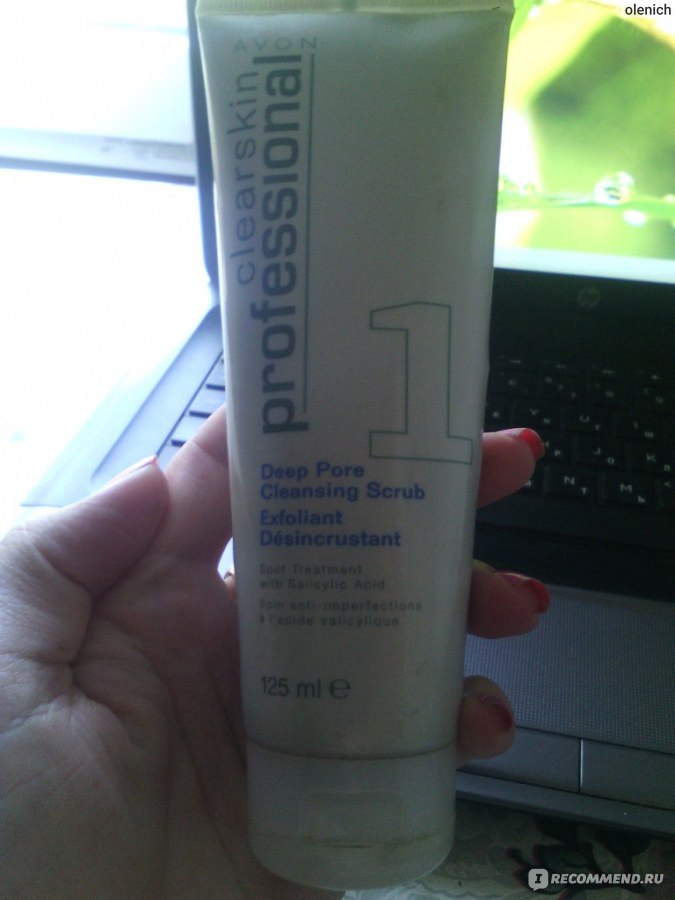 olenich
AVON
clearskin
professional
1
Deep Pore
Cleansing Scrub
Exfoliant
Désincrustant
Spot Treatment
with Salicylic Acid
Soin anti-imperfections
à l'acide salicylique
125 ml e
hp
I RECOMMEND.RU